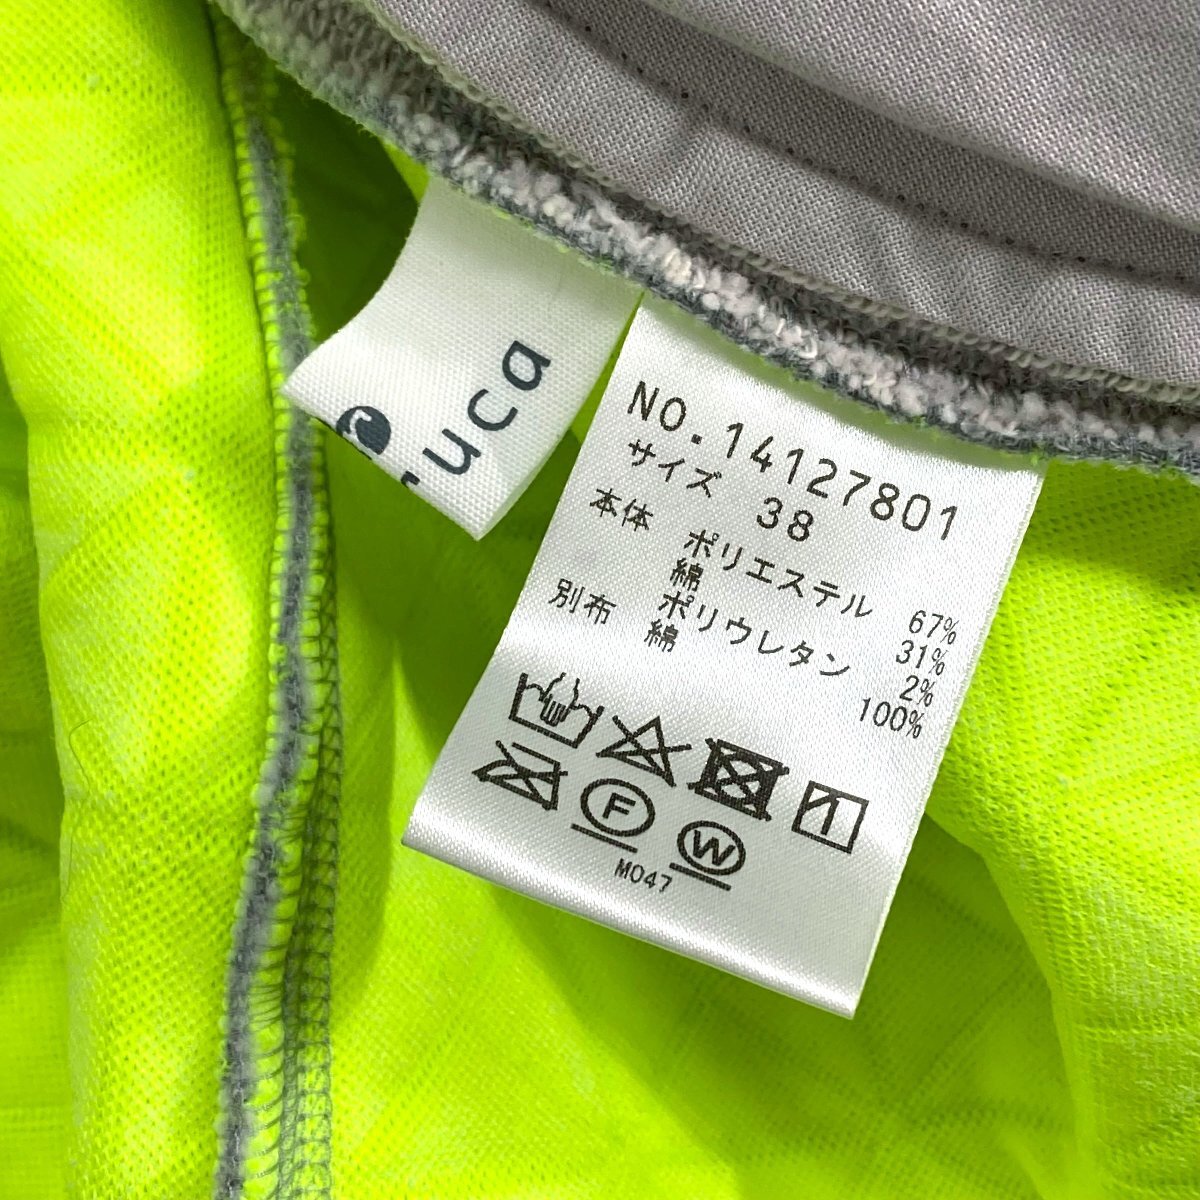 uca
NO.14127801
サイズ 38
本体 ポリエステル 67%
綿 31%
ポリウレタン 2%
別布 綿 100%
F
W
M047